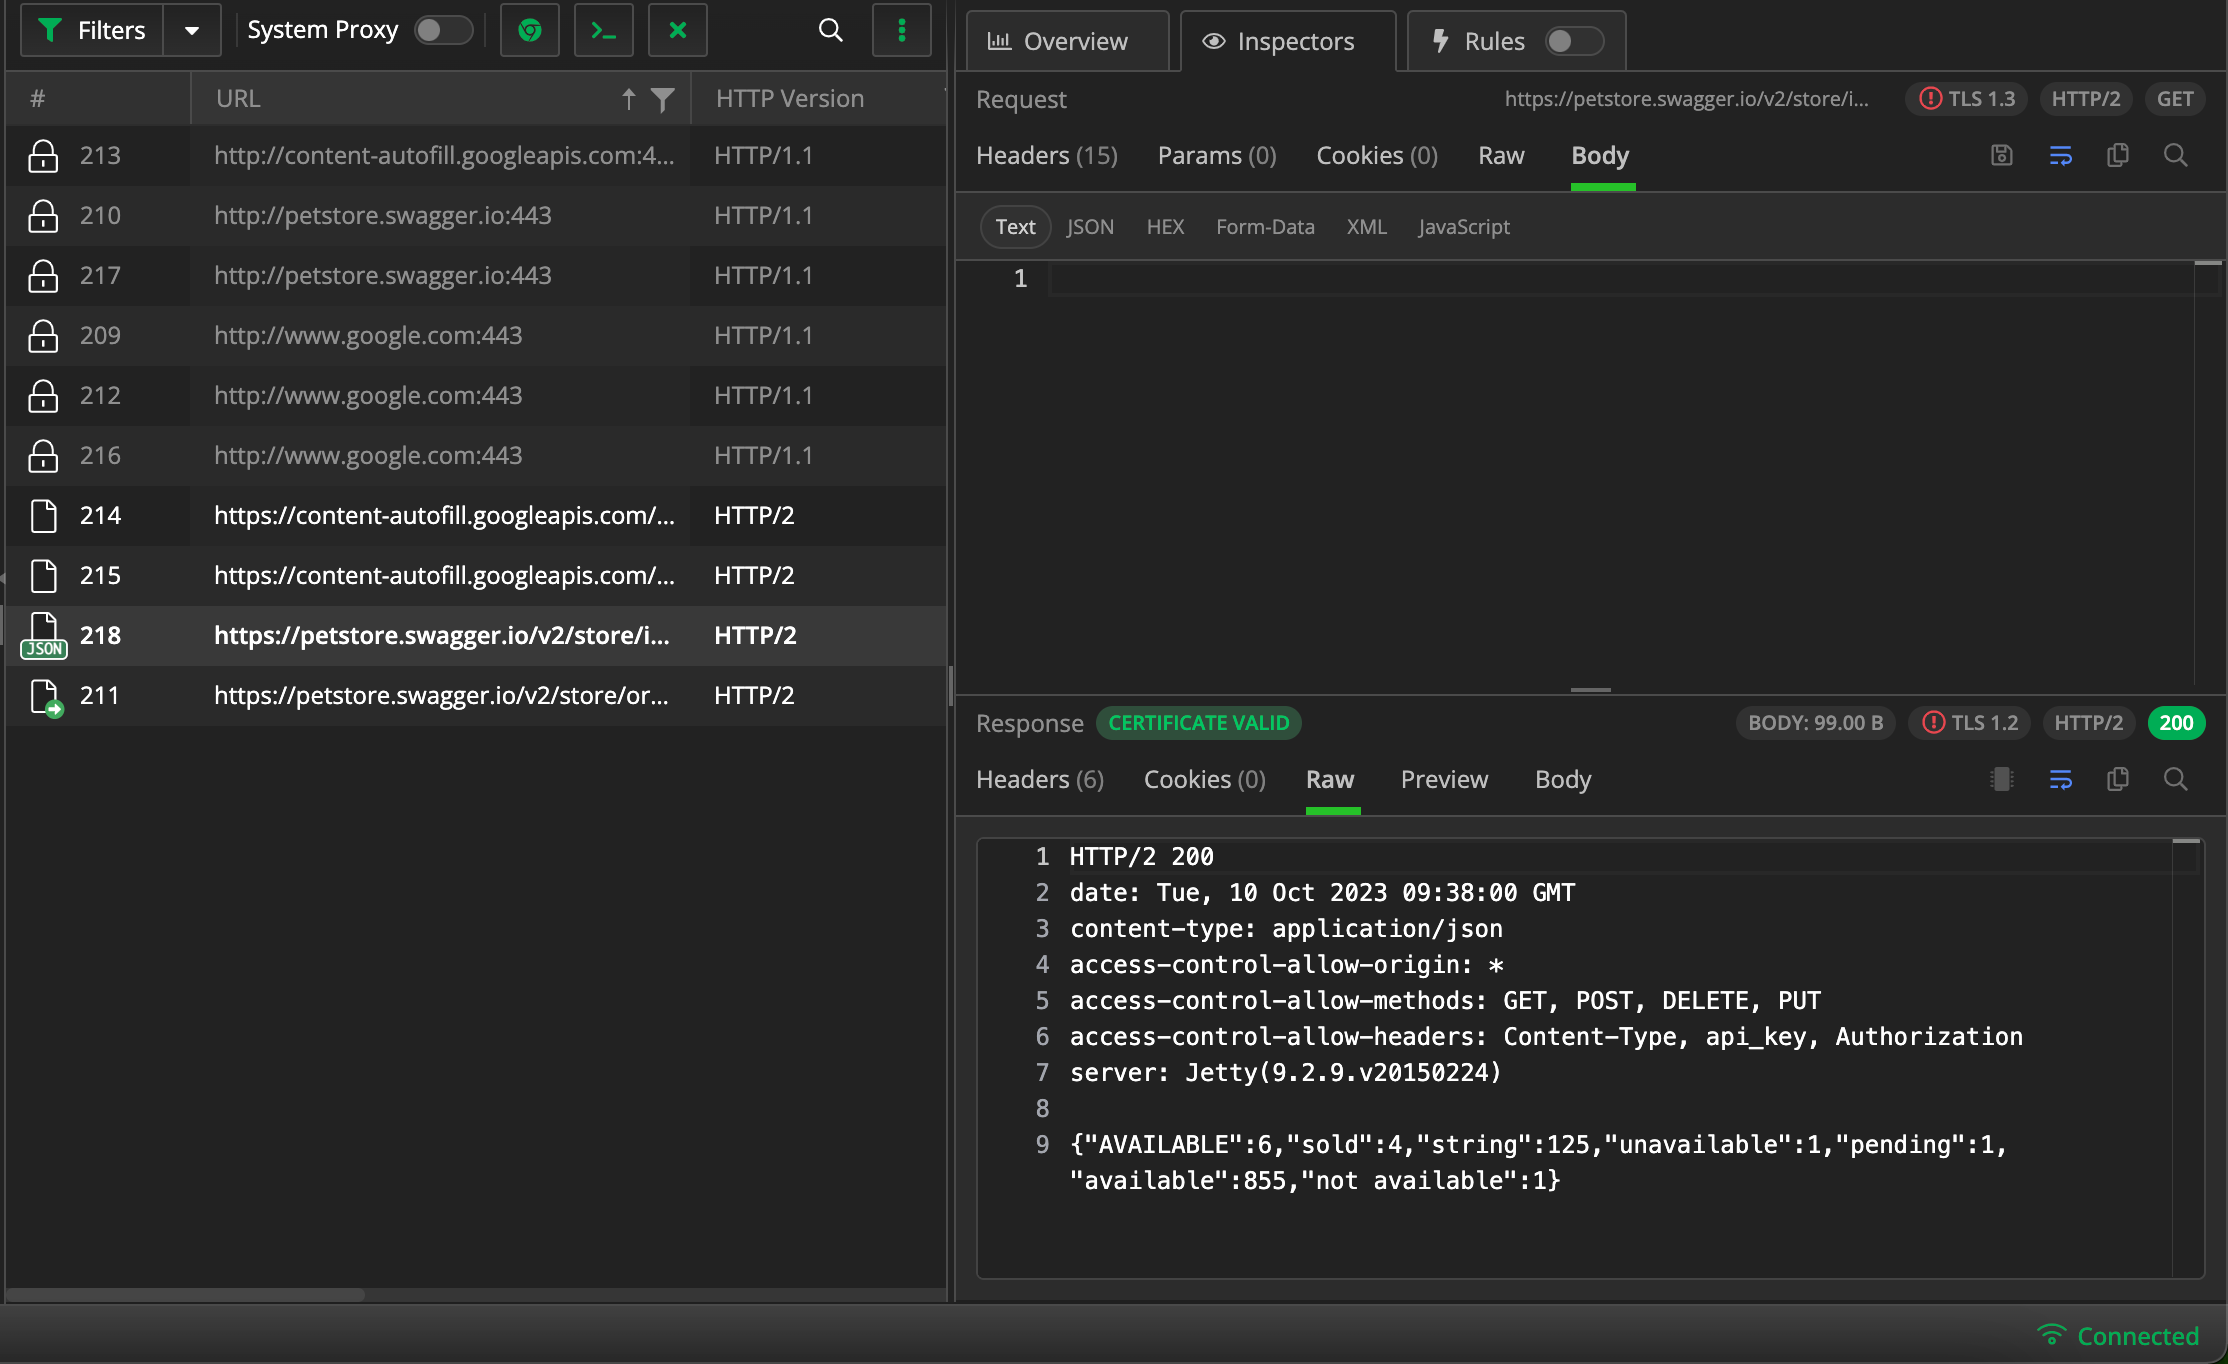 Filters
System Proxy
Overview
Inspectors
Rules
# URL HTTP Version
213 http://content-autofill.googleapis.com:4... HTTP/1.1
210 http://petstore.swagger.io:443 HTTP/1.1
217 http://petstore.swagger.io:443 HTTP/1.1
209 http://www.google.com:443 HTTP/1.1
212 http://www.google.com:443 HTTP/1.1
216 http://www.google.com:443 HTTP/1.1
214 https://content-autofill.googleapis.com/... HTTP/2
215 https://content-autofill.googleapis.com/... HTTP/2
JSON 218 https://petstore.swagger.io/v2/store/i... HTTP/2
211 https://petstore.swagger.io/v2/store/or... HTTP/2
Request https://petstore.swagger.io/v2/store/i... TLS 1.3 HTTP/2 GET
Headers (15) Params (0) Cookies (0) Raw Body
Text JSON HEX Form-Data XML JavaScript
1
Response CERTIFICATE VALID BODY: 99.00 B TLS 1.2 HTTP/2 200
Headers (6) Cookies (0) Raw Preview Body
1 HTTP/2 200
2 date: Tue, 10 Oct 2023 09:38:00 GMT
3 content-type: application/json
4 access-control-allow-origin: *
5 access-control-allow-methods: GET, POST, DELETE, PUT
6 access-control-allow-headers: Content-Type, api_key, Authorization
7 server: Jetty(9.2.9.v20150224)
8
9 {"AVAILABLE":6,"sold":4,"string":125,"unavailable":1,"pending":1,
"available":855,"not available":1}
Connected